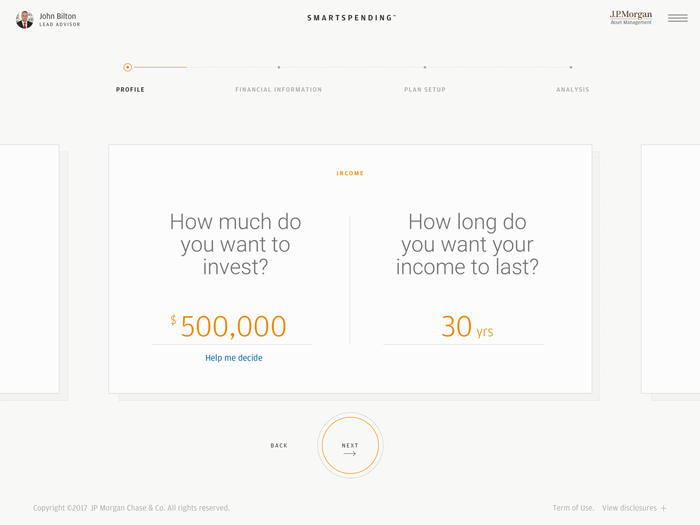 John Bilton
LEAD ADVISOR
SMARTSPENDING™
J.P.Morgan
Asset Management
PROFILE
FINANCIAL INFORMATION
PLAN SETUP
ANALYSIS
INCOME
How much do
you want to
invest?
$ 500,000
Help me decide
How long do
you want your
income to last?
30 yrs
BACK
NEXT
Copyright ©2017 JP Morgan Chase & Co. All rights reserved.
Term of Use.
View disclosures +